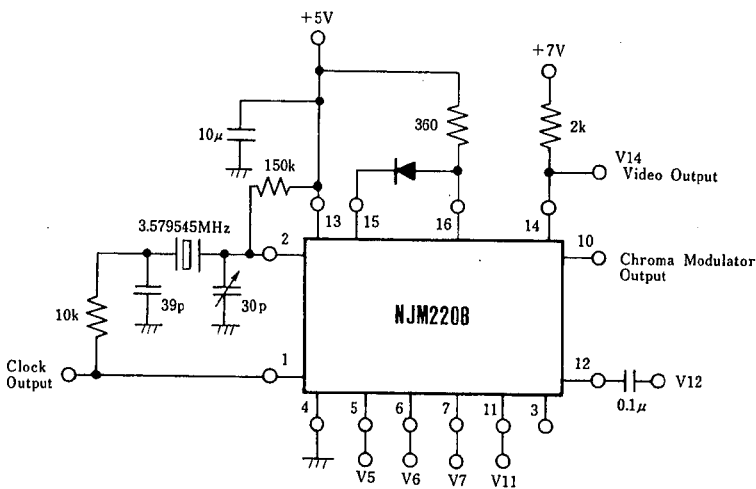 +5V
+7V
10μ
360
2k
V14
Video Output
150k
13
15
16
14
3.579545MHz
2
10
Chroma Modulator
Output
39p
30p
10k
NJM2208
Clock
Output
1
12
V12
0.1μ
4
5
6
7
11
3
V5
V6
V7
V11